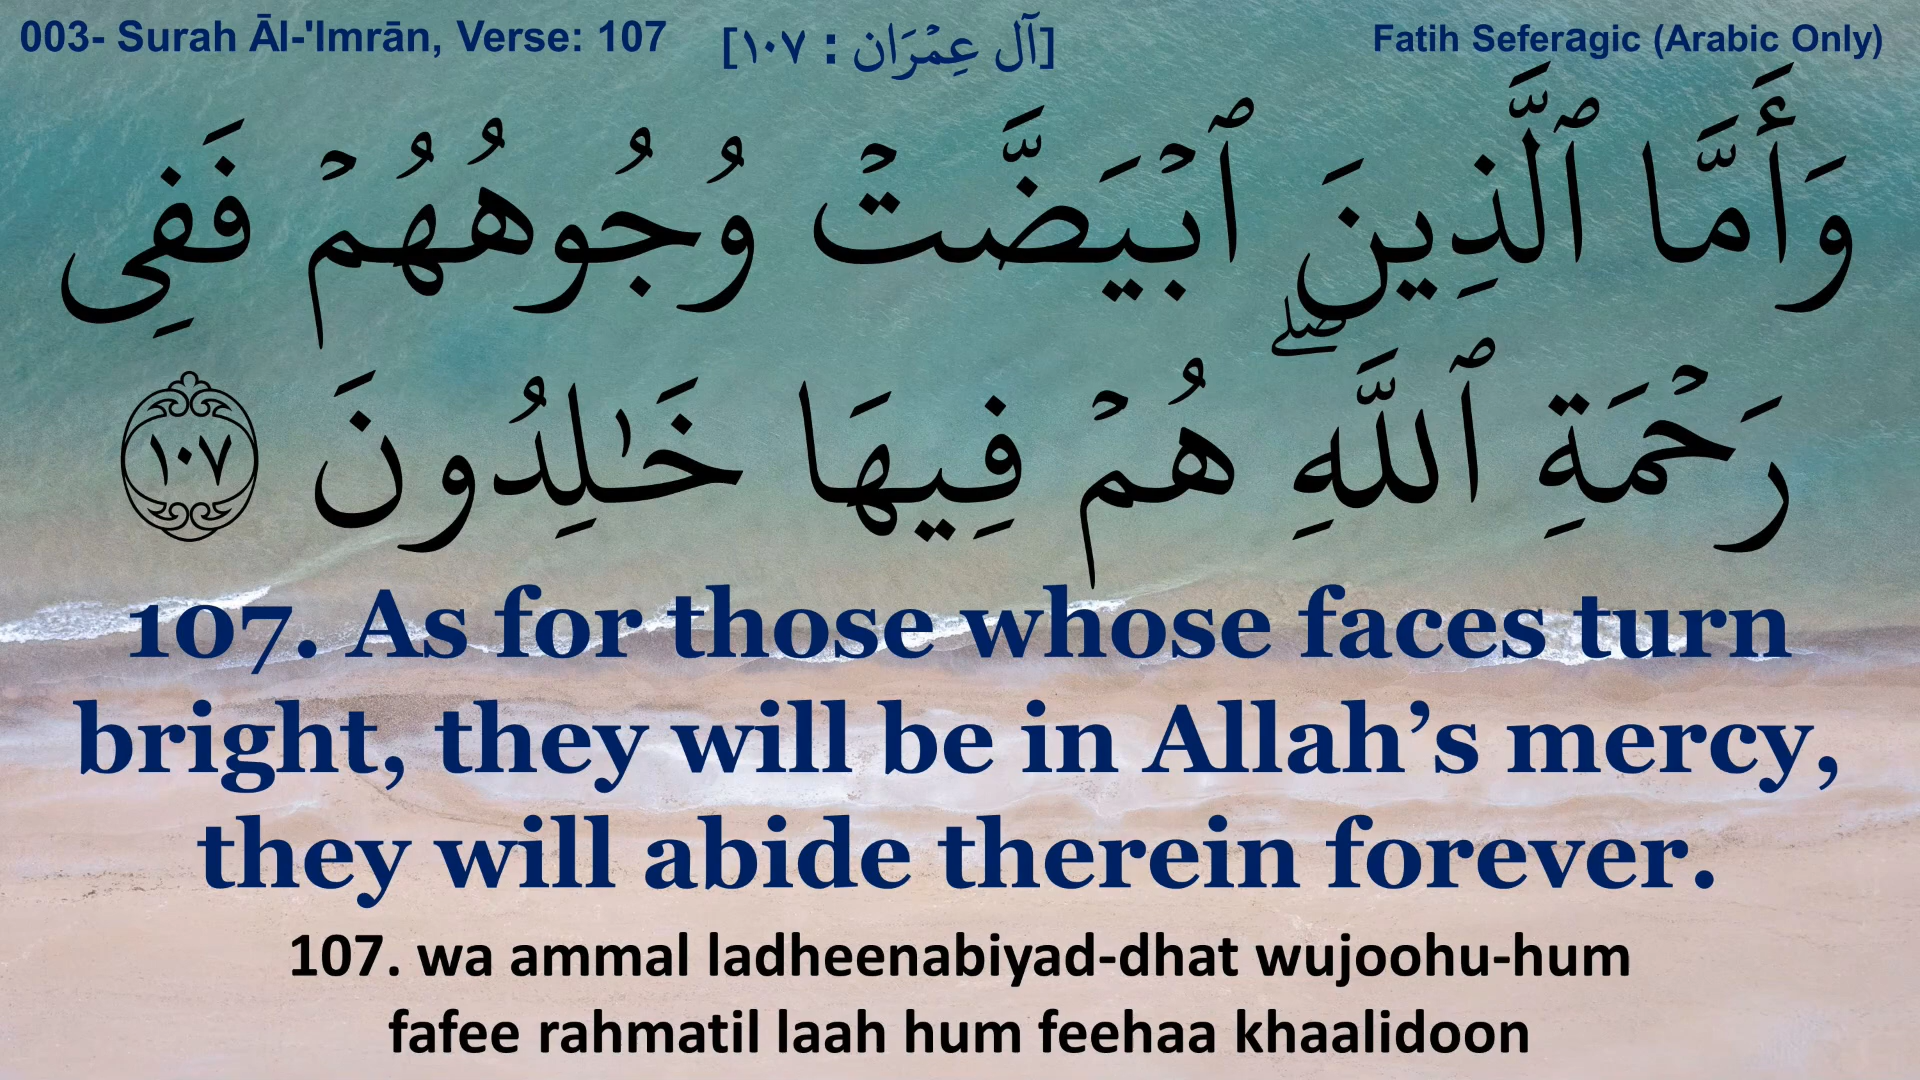 003- Surah Āl-'Imrān, Verse: 107
[آل عِمْرَان : ١٠٧]
Fatih Seferagic (Arabic Only)
وَأَمَّا ٱلَّذِينَ ٱبْيَضَّتْ وُجُوهُهُمْ فَفِى
رَحْمَةِ ٱللَّهِ ۖ هُمْ فِيهَا خَـٰلِدُونَ ١٠٧
107. As for those whose faces turn
bright, they will be in Allah’s mercy,
they will abide therein forever.
107. wa ammal ladheenabiyad-dhat wujoohu-hum
fafee rahmatil laah hum feehaa khaalidoon